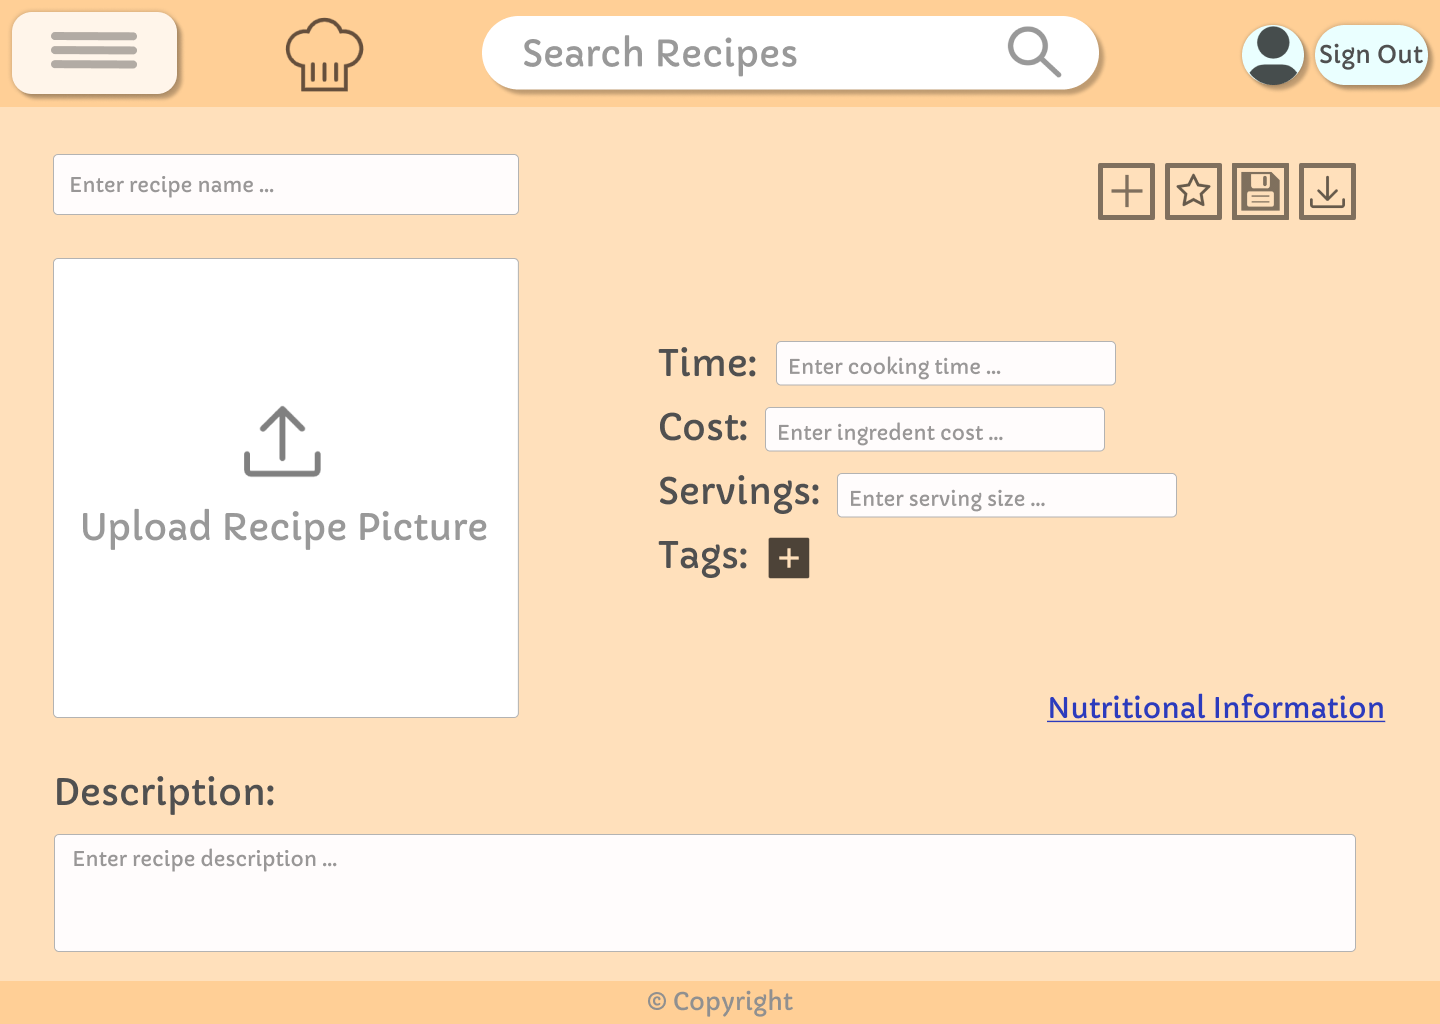 Search Recipes
Sign Out
Enter recipe name ...
Upload Recipe Picture
Time: Enter cooking time ...
Cost: Enter ingredent cost ...
Servings: Enter serving size ...
Tags: +
Nutritional Information
Description:
Enter recipe description ...
© Copyright